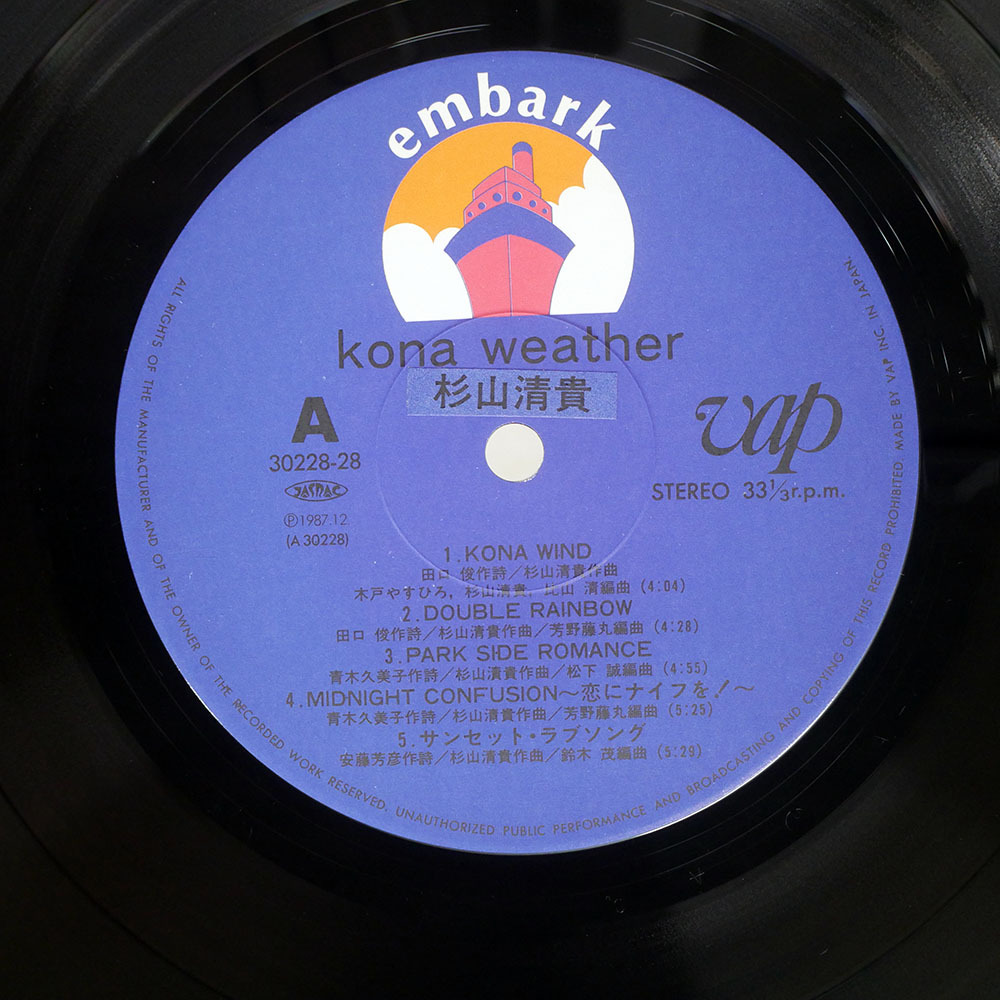 embark
kona weather
杉山清貴
A
30228-28
JASRAC
Ⓟ1987.12
(A 30228)
vap
STEREO 33⅓r.p.m.
1.KONA WIND
田口 俊作詩/杉山清貴作曲
木戸やすひろ,杉山清貴,比山 清編曲(4:04)
2.DOUBLE RAINBOW
田口 俊作詩/杉山清貴作曲/芳野藤丸編曲(4:28)
3.PARK SIDE ROMANCE
青木久美子作詩/杉山清貴作曲/松下 誠編曲(4:55)
4.MIDNIGHT CONFUSION〜恋にナイフを!〜
青木久美子作詩/杉山清貴作曲/芳野藤丸編曲(5:25)
5.サンセット・ラブソング
安藤芳彦作詩/杉山清貴作曲/鈴木 茂編曲(5:29)
ALL RIGHTS OF THE MANUFACTURER AND OF THE OWNER OF THE RECORDED WORK RESERVED. UNAUTHORIZED PUBLIC PERFORMANCE AND BROADCASTING AND COPYING OF THIS RECORD PROHIBITED. MADE BY VAP INC. IN JAPAN.